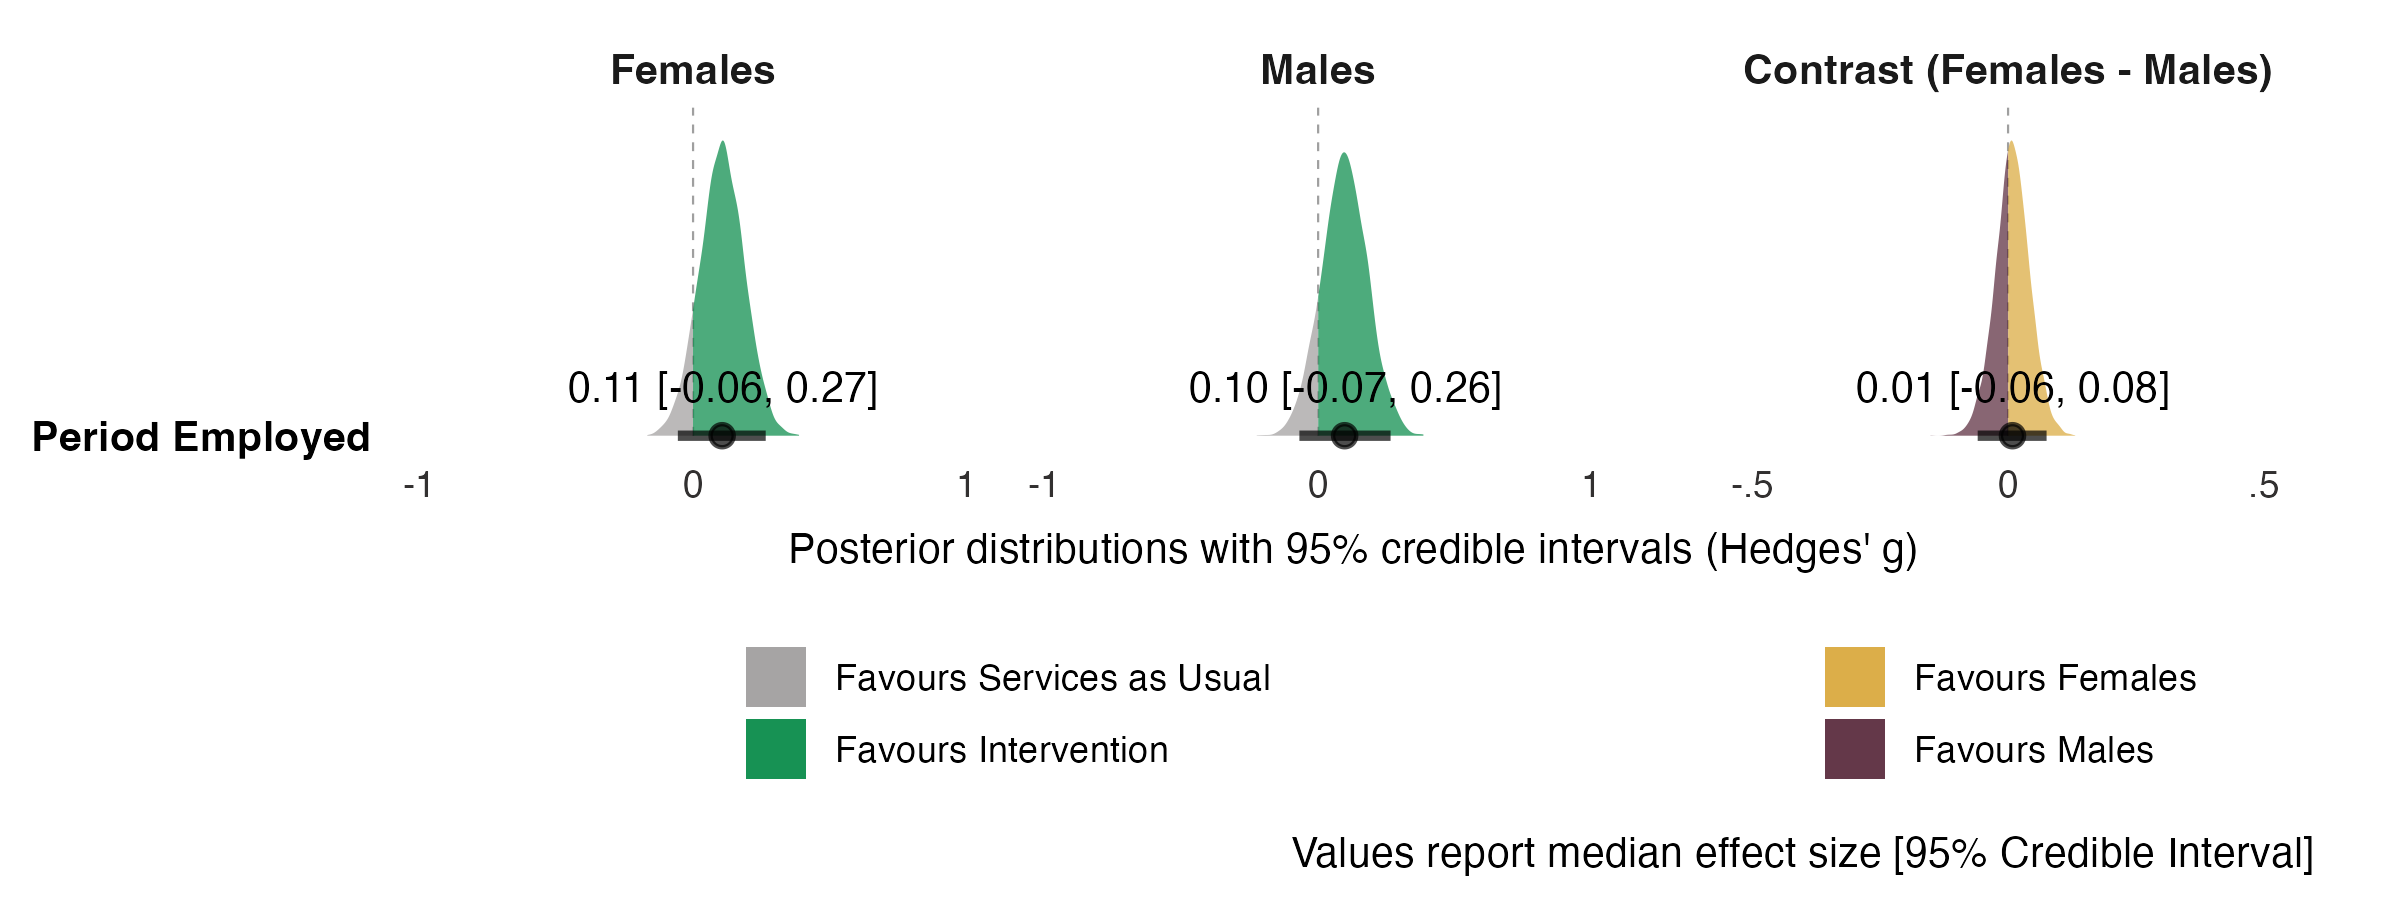 Females Males Contrast (Females - Males)
0.11 [-0.06, 0.27] 0.10 [-0.07, 0.26] 0.01 [-0.06, 0.08]
Period Employed
-1 0 1 -1 0 1 -.5 0 .5
Posterior distributions with 95% credible intervals (Hedges' g)
Favours Services as Usual
Favours Intervention
Favours Females
Favours Males
Values report median effect size [95% Credible Interval]